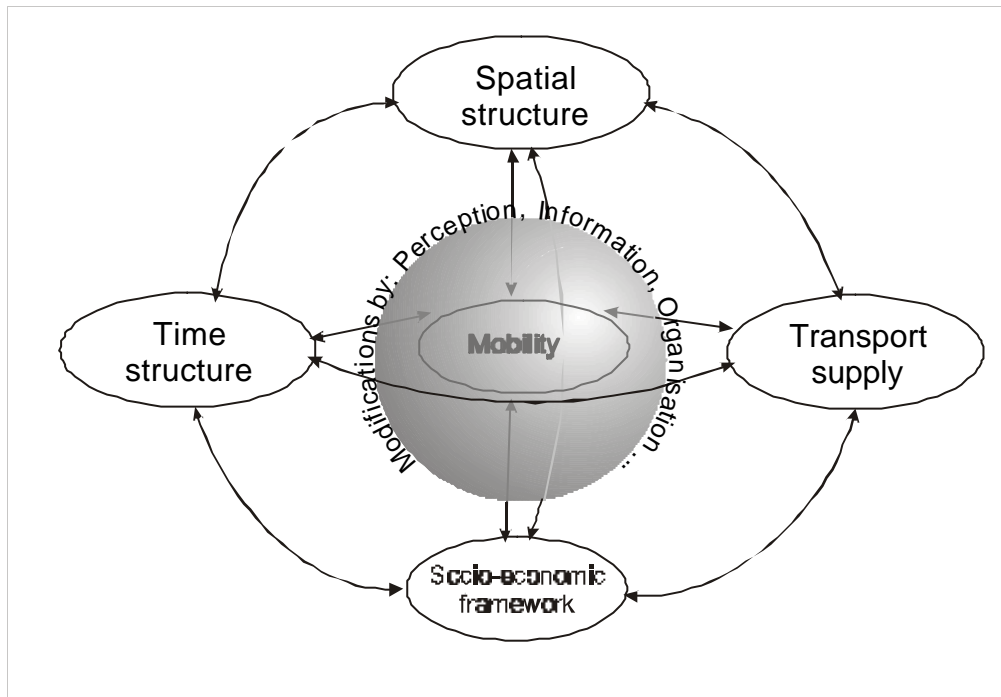 Spatial
structure
Modifications by: Perception, Information, Organisation ...
Time
structure
Mobility
Transport
supply
Socio-economic
framework